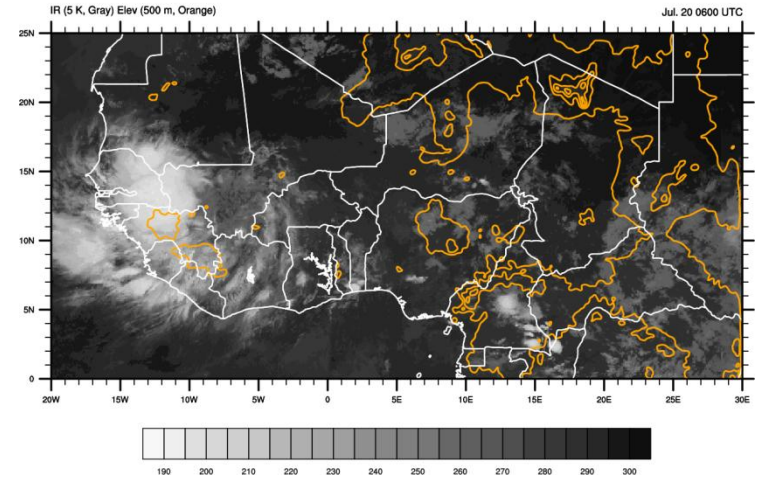 IR (5 K, Gray) Elev (500 m, Orange) Jul. 20 0600 UTC
25N
20N
15N
10N
5N
0
20W 15W 10W 5W 0 5E 10E 15E 20E 25E 30E
190 200 210 220 230 240 250 260 270 280 290 300